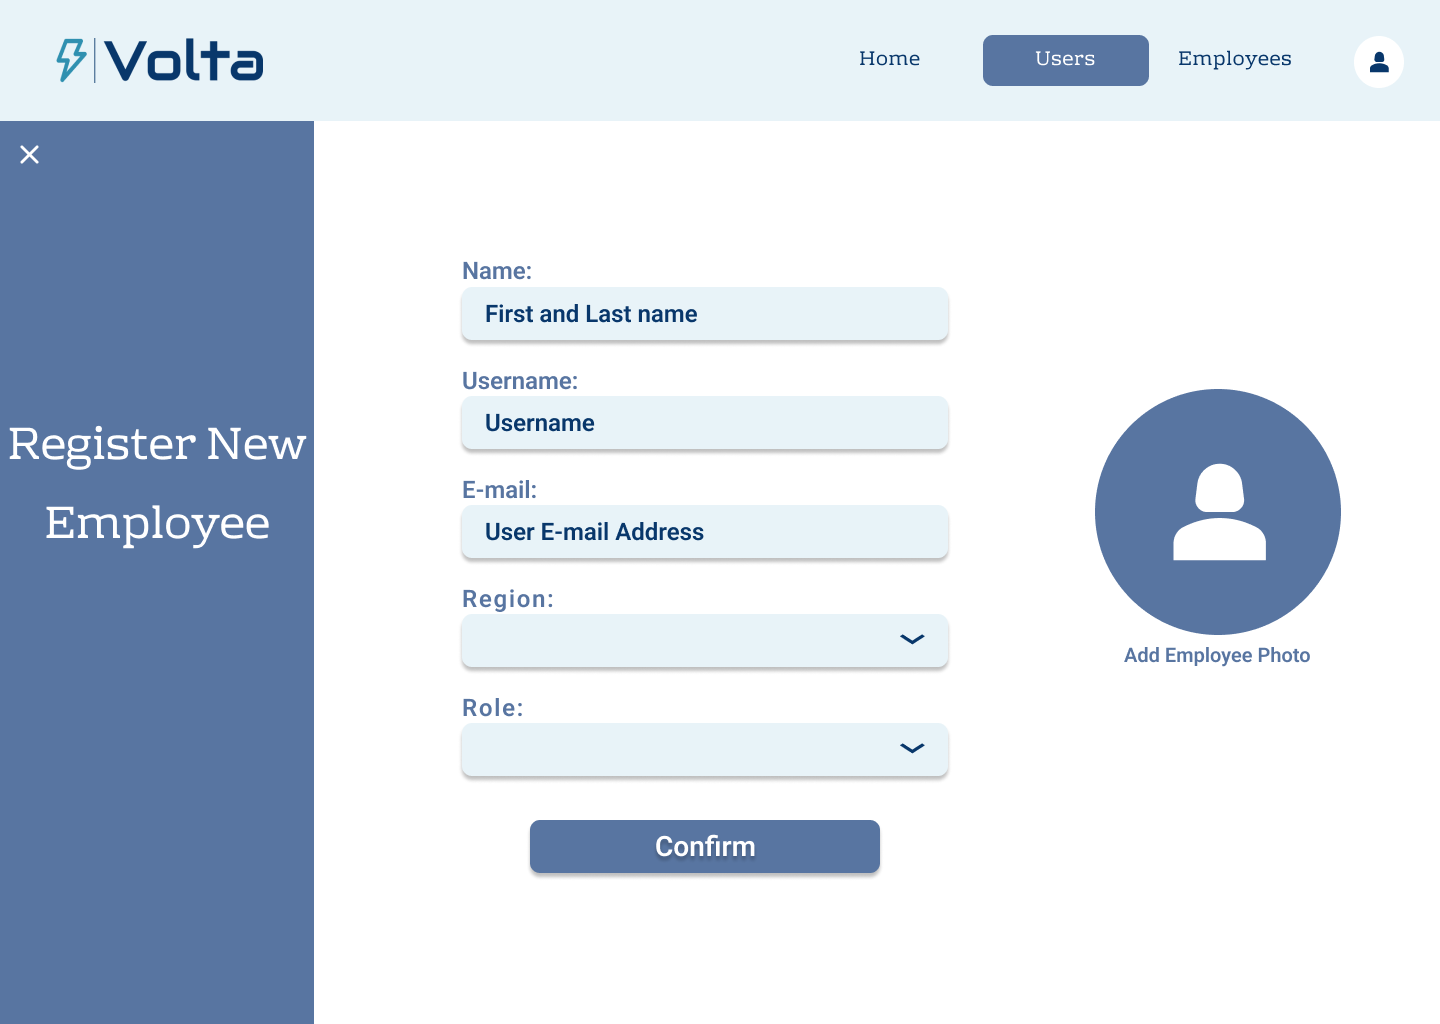 Volta
Home
Users
Employees
Register New
Employee
Name:
First and Last name
Username:
Username
E-mail:
User E-mail Address
Region:
Role:
Confirm
Add Employee Photo